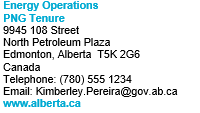 Energy Operations
PNG Tenure
9945 108 Street
North Petroleum Plaza
Edmonton, Alberta  T5K 2G6
Canada
Telephone: (780) 555 1234
Email: Kimberley.Pereira@gov.ab.ca
www.alberta.ca